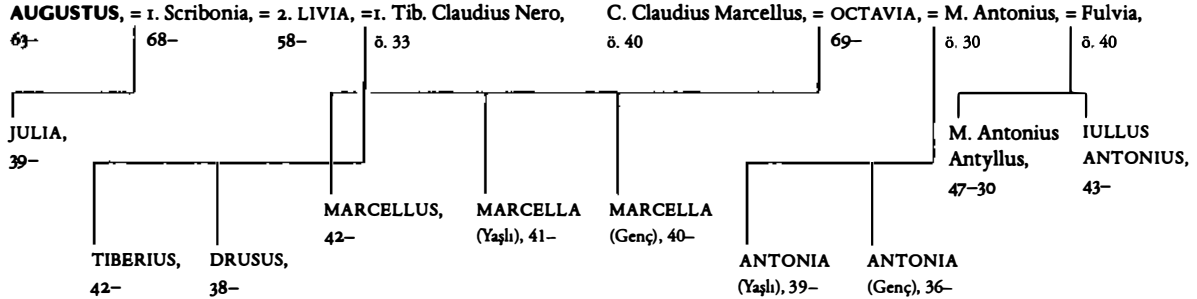 AUGUSTUS, = 1. Scribonia, = 2. LIVIA, =1. Tib. Claudius Nero, C. Claudius Marcellus, = OCTAVIA, = M. Antonius, = Fulvia,
63– 68– 58– ö. 33 ö. 40 69– ö. 30 ö. 40
JULIA,
39–
M. Antonius
Antyllus,
47–30
IULLUS
ANTONIUS,
43–
MARCELLUS,
42–
MARCELLA
(Yaşlı), 41–
MARCELLA
(Genç), 40–
TIBERIUS,
42–
DRUSUS,
38–
ANTONIA
(Yaşlı), 39–
ANTONIA
(Genç), 36–